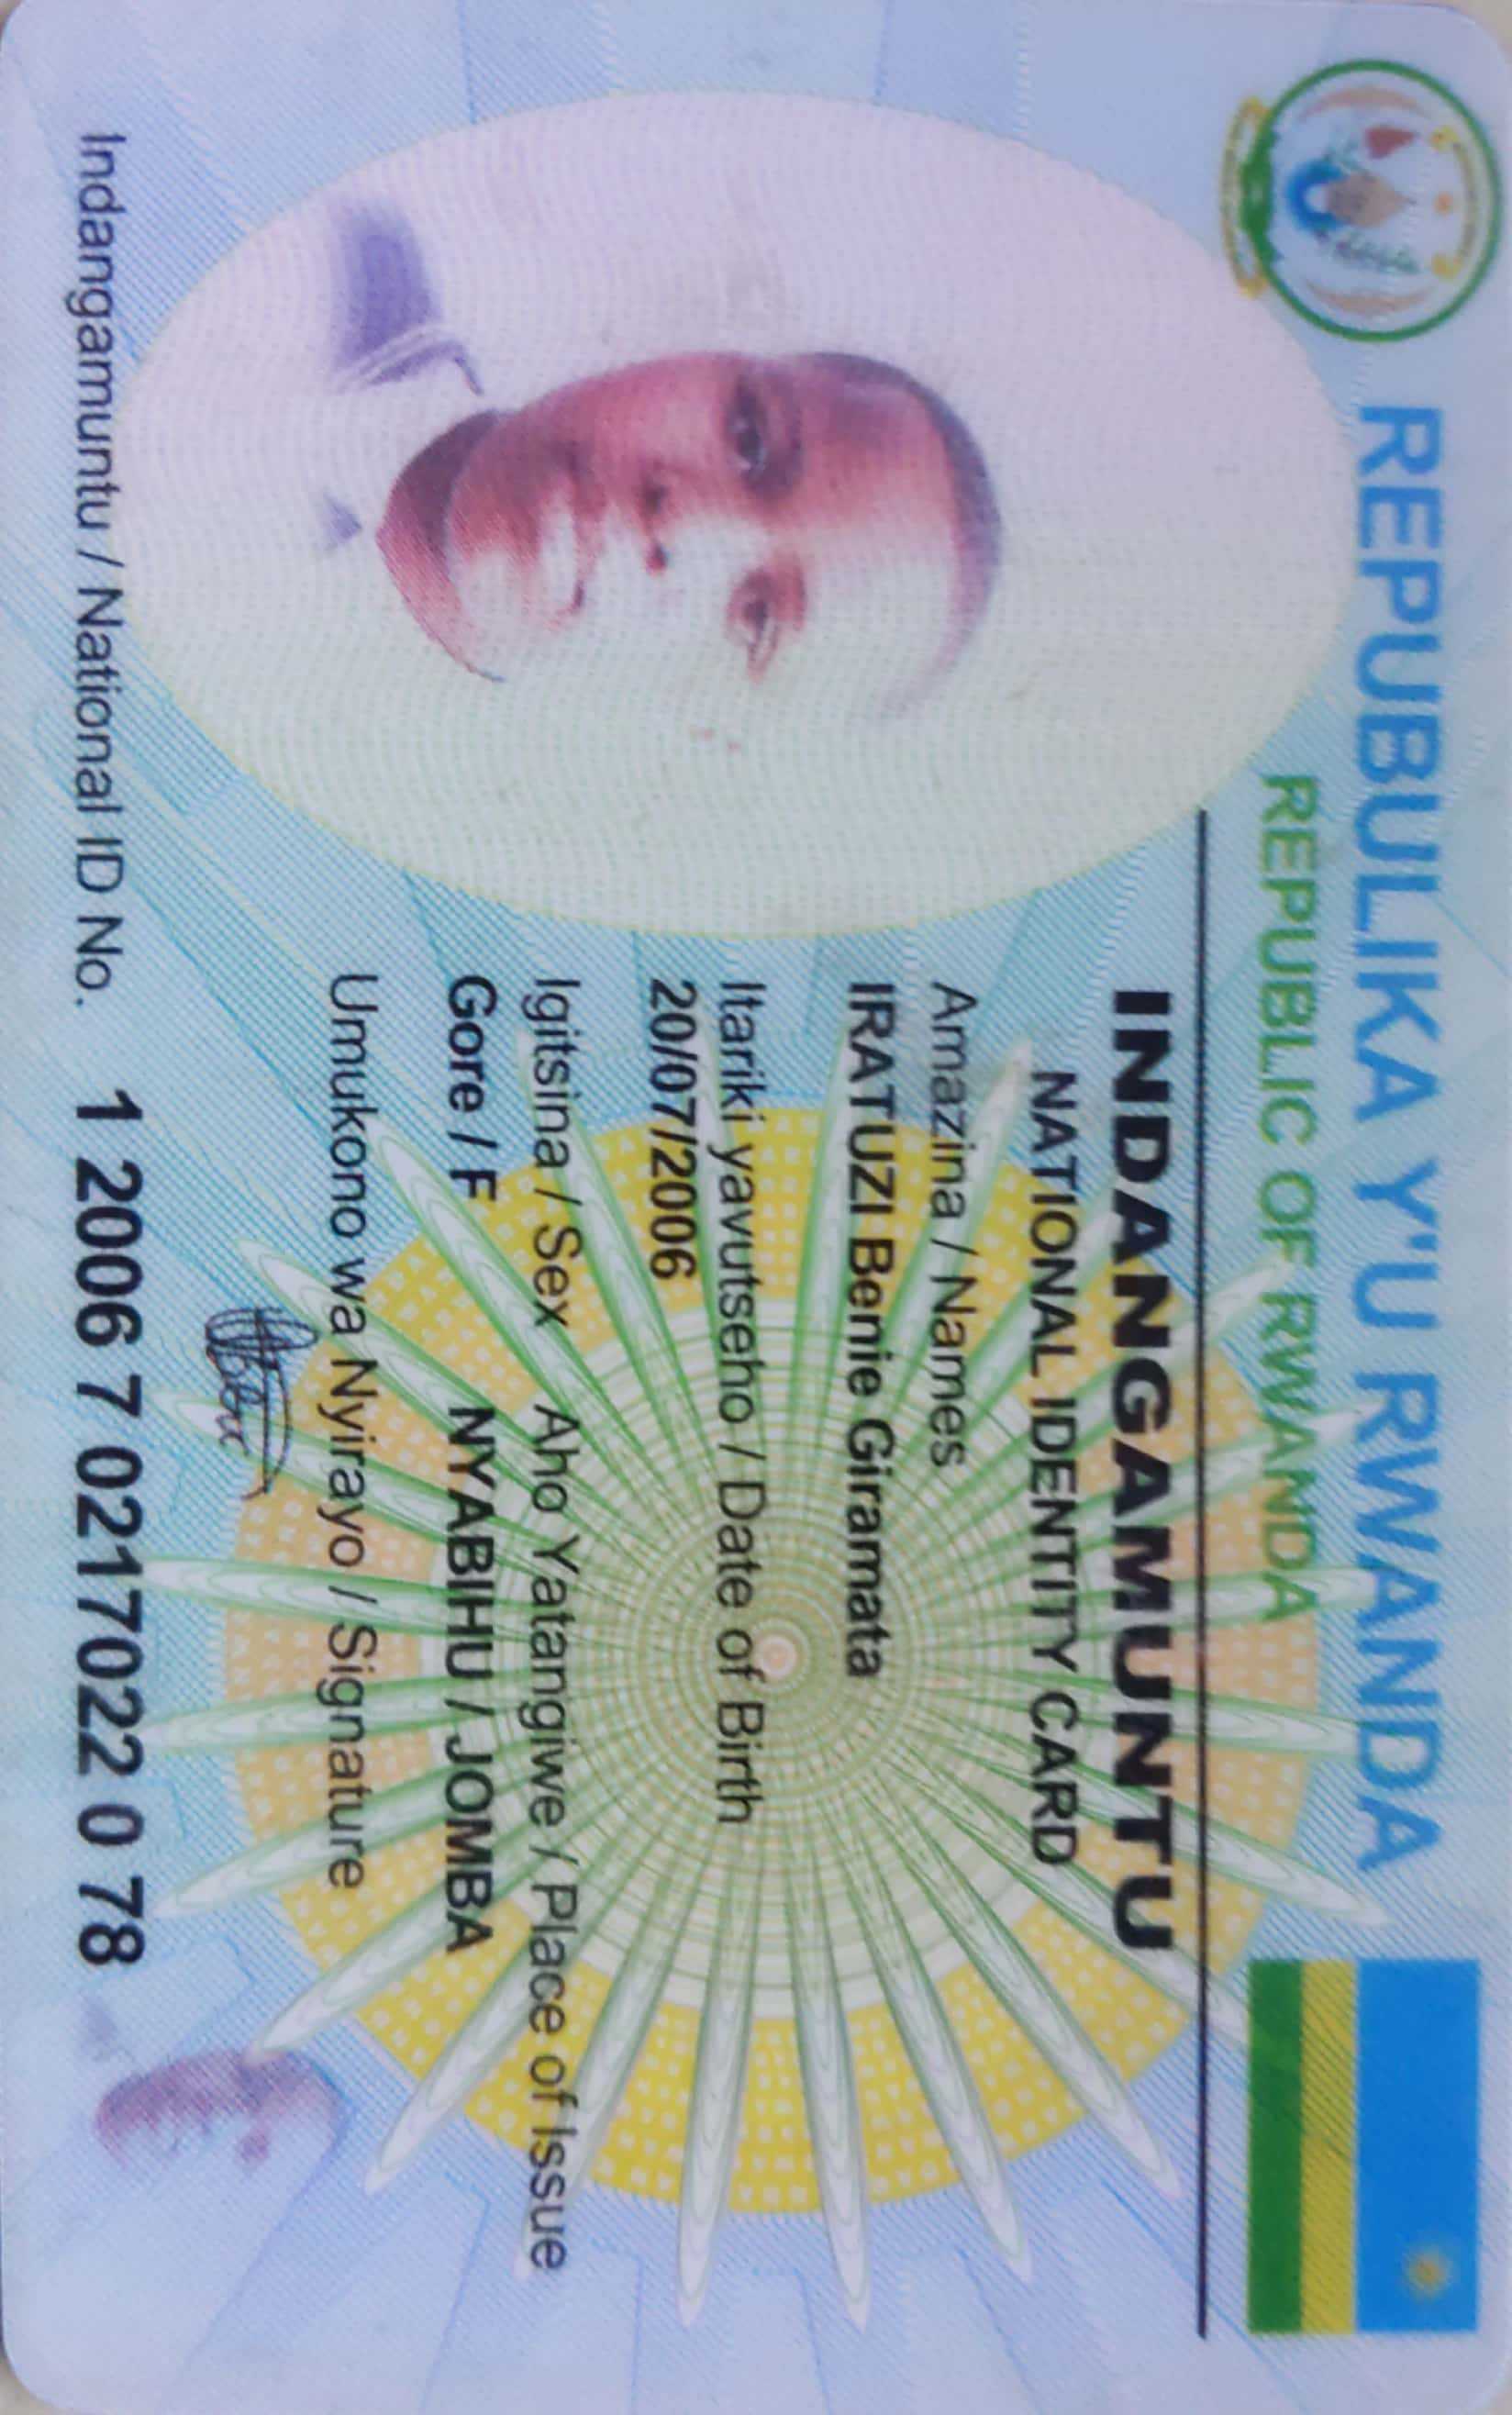 REPUBULIKA Y'U RWANDA
REPUBLIC OF RWANDA
INDANGAMUNTU
NATIONAL IDENTITY CARD
Amazina / Names
IRATUZI Benie Giramata
Itariki yavutseho / Date of Birth
20/07/2006
Igitsina / Sex Aho Yatangiwe / Place of Issue
Gore / F NYABIHU / JOMBA
Umukono wa Nyirayo / Signature
Indangamuntu / National ID No. 1 2006 7 0217022 0 78